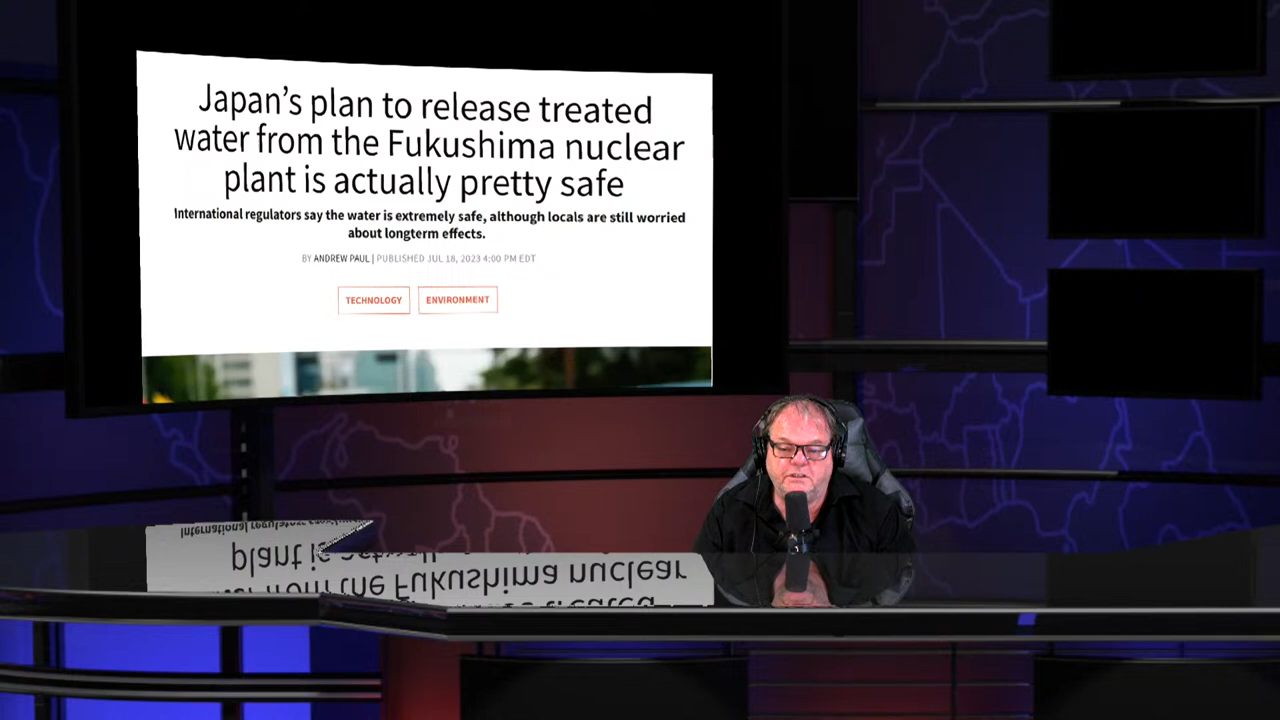 Japan's plan to release treated
water from the Fukushima nuclear
plant is actually pretty safe
International regulators say the water is extremely safe, although locals are still worried
about longterm effects.
BY ANDREW PAUL | PUBLISHED JUL 18, 2023 4:00 PM EDT
TECHNOLOGY ENVIRONMENT